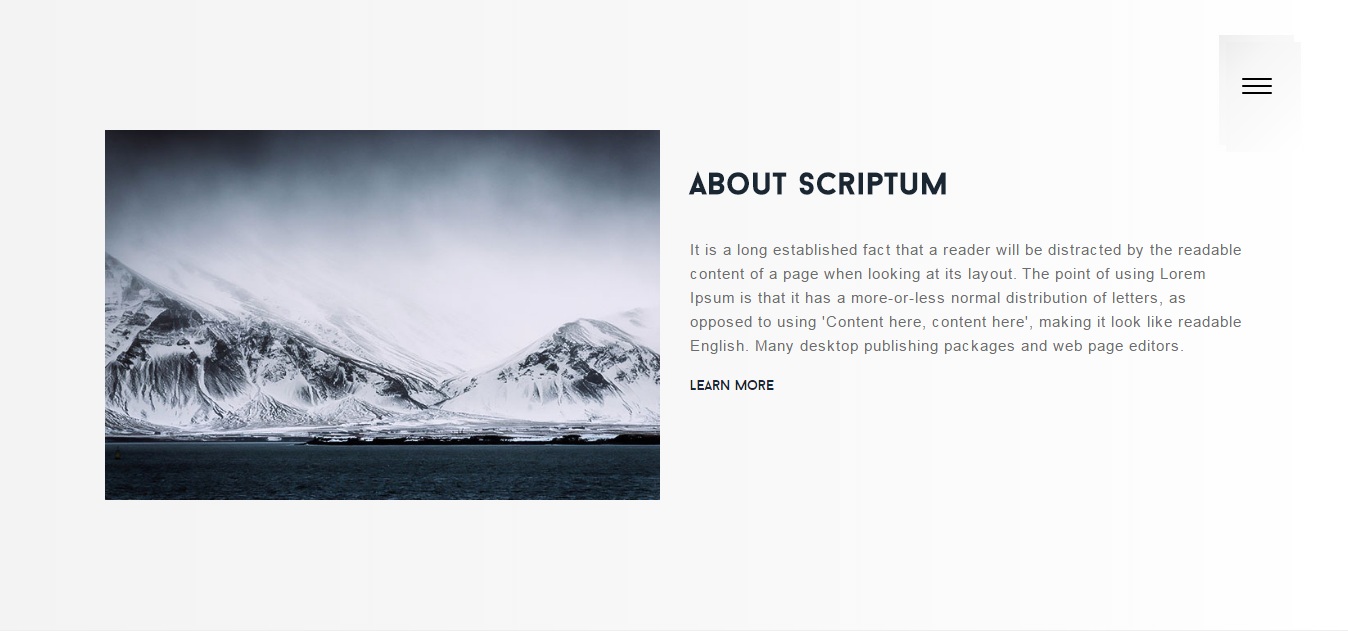 ABOUT SCRIPTUM
It is a long established fact that a reader will be distracted by the readable
content of a page when looking at its layout. The point of using Lorem
Ipsum is that it has a more-or-less normal distribution of letters, as
opposed to using 'Content here, content here', making it look like readable
English. Many desktop publishing packages and web page editors.
LEARN MORE